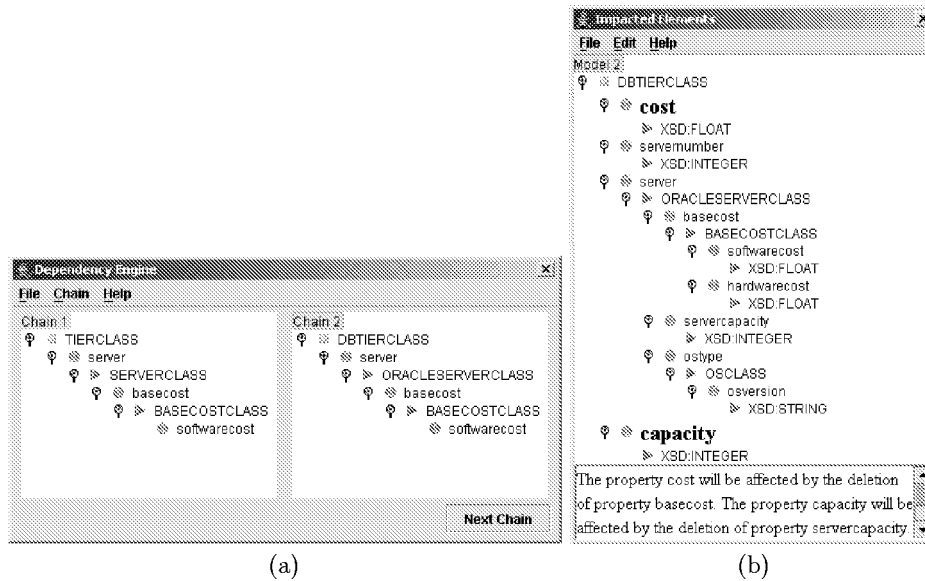 Dependency Engine
File Chain Help
Chain 1
TIERCLASS
server
SERVERCLASS
basecost
BASECOSTCLASS
softwarecost
Chain 2
DBTIERCLASS
server
ORACLESERVERCLASS
basecost
BASECOSTCLASS
softwarecost
Next Chain
(a)
Impacted Elements
File Edit Help
Model 2
DBTIERCLASS
cost
XSD:FLOAT
servernumber
XSD:INTEGER
server
ORACLESERVERCLASS
basecost
BASECOSTCLASS
softwarecost
XSD:FLOAT
hardwarecost
XSD:FLOAT
servercapacity
XSD:INTEGER
ostype
OSCLASS
osversion
XSD:STRING
capacity
XSD:INTEGER
The property cost will be affected by the deletion
of property basecost. The property capacity will be
affected by the deletion of property servercapacity.
(b)